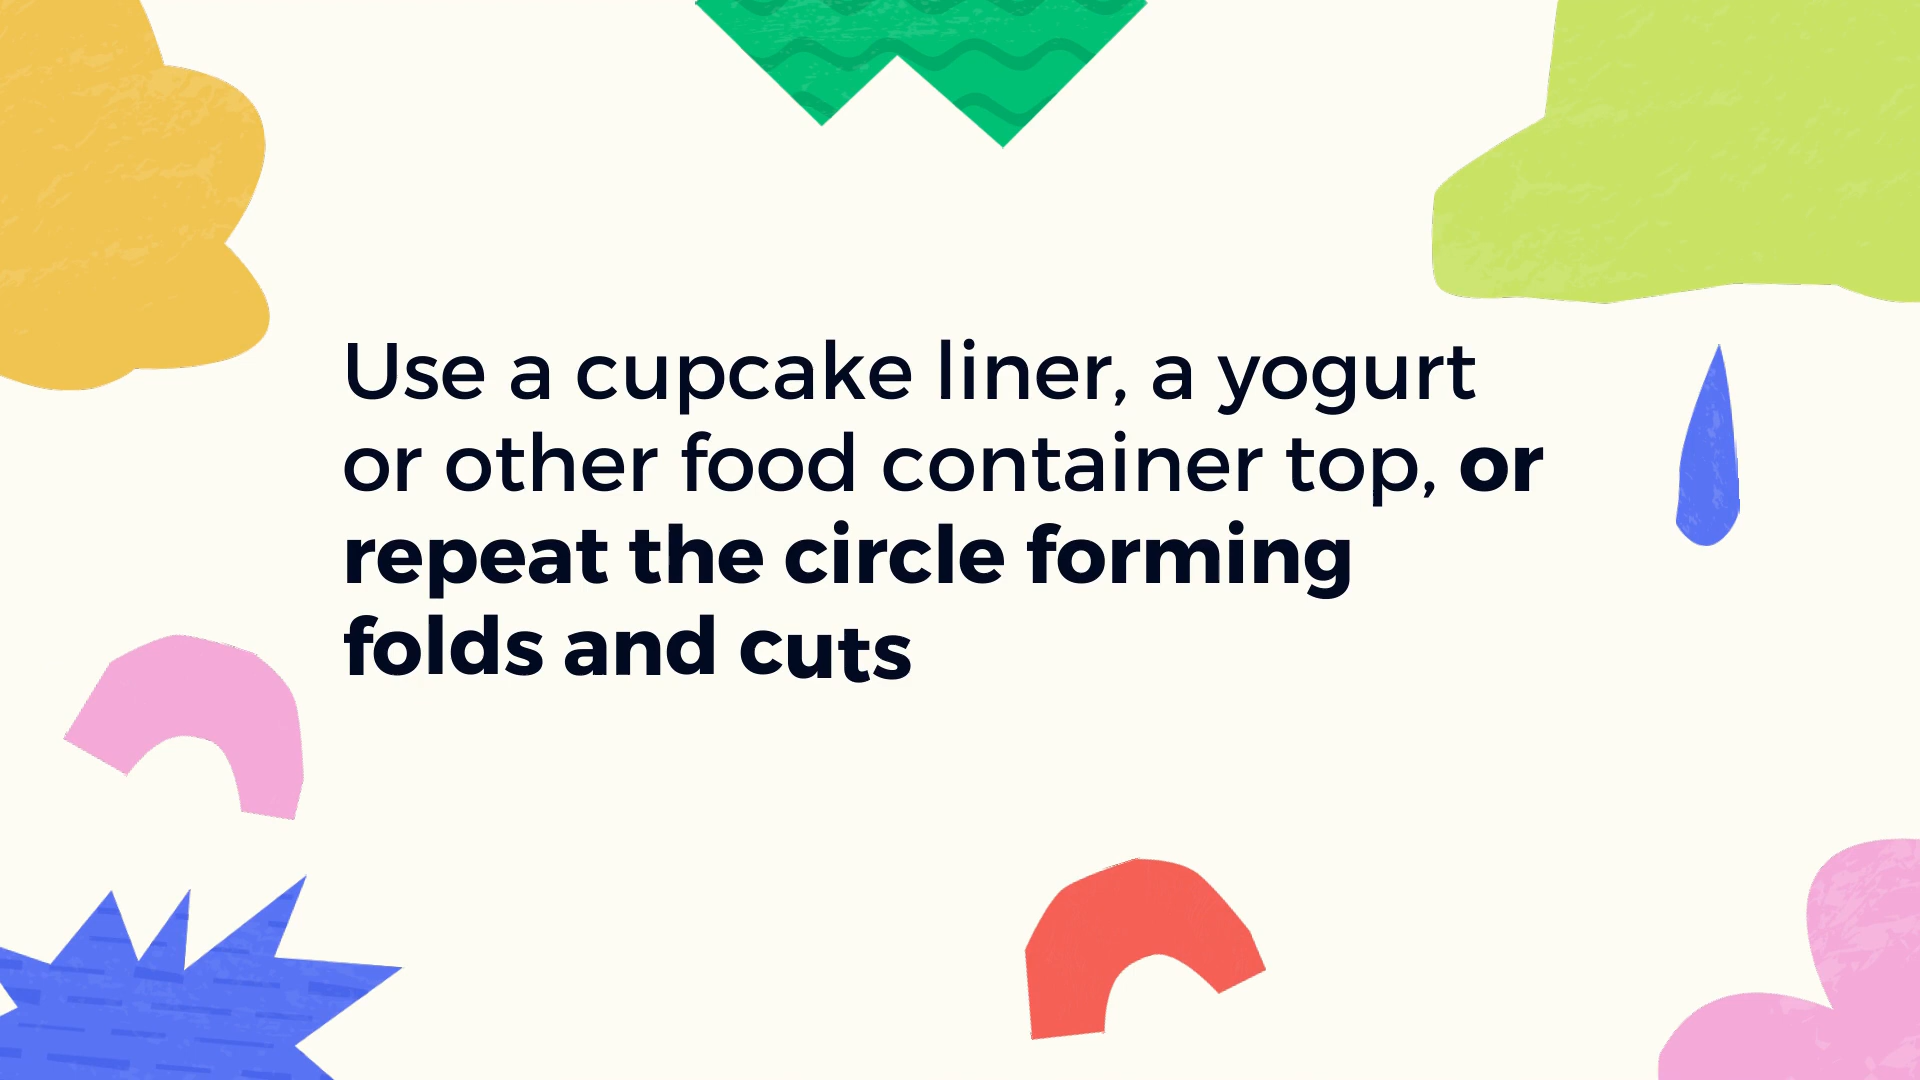 Use a cupcake liner, a yogurt
or other food container top, or
repeat the circle forming
folds and cuts